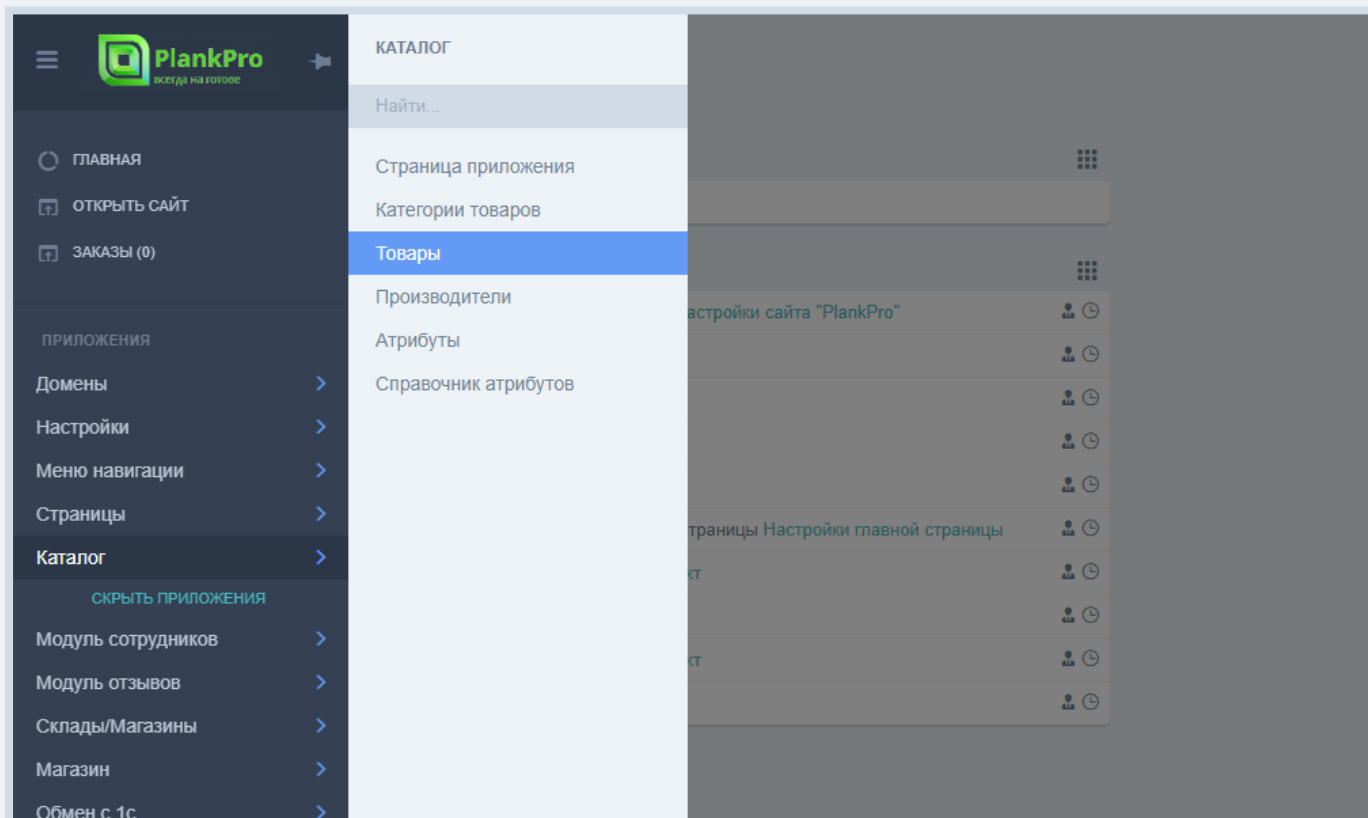 PlankPro
всегда на готове
ГЛАВНАЯ
ОТКРЫТЬ САЙТ
ЗАКАЗЫ (0)
ПРИЛОЖЕНИЯ
Домены
Настройки
Меню навигации
Страницы
Каталог
СКРЫТЬ ПРИЛОЖЕНИЯ
Модуль сотрудников
Модуль отзывов
Склады/Магазины
Магазин
Обмен с 1с
КАТАЛОГ
Найти...
Страница приложения
Категории товаров
Товары
Производители
Атрибуты
Справочник атрибутов
астройки сайта "PlankPro"
траницы Настройки главной страницы
кт
кт